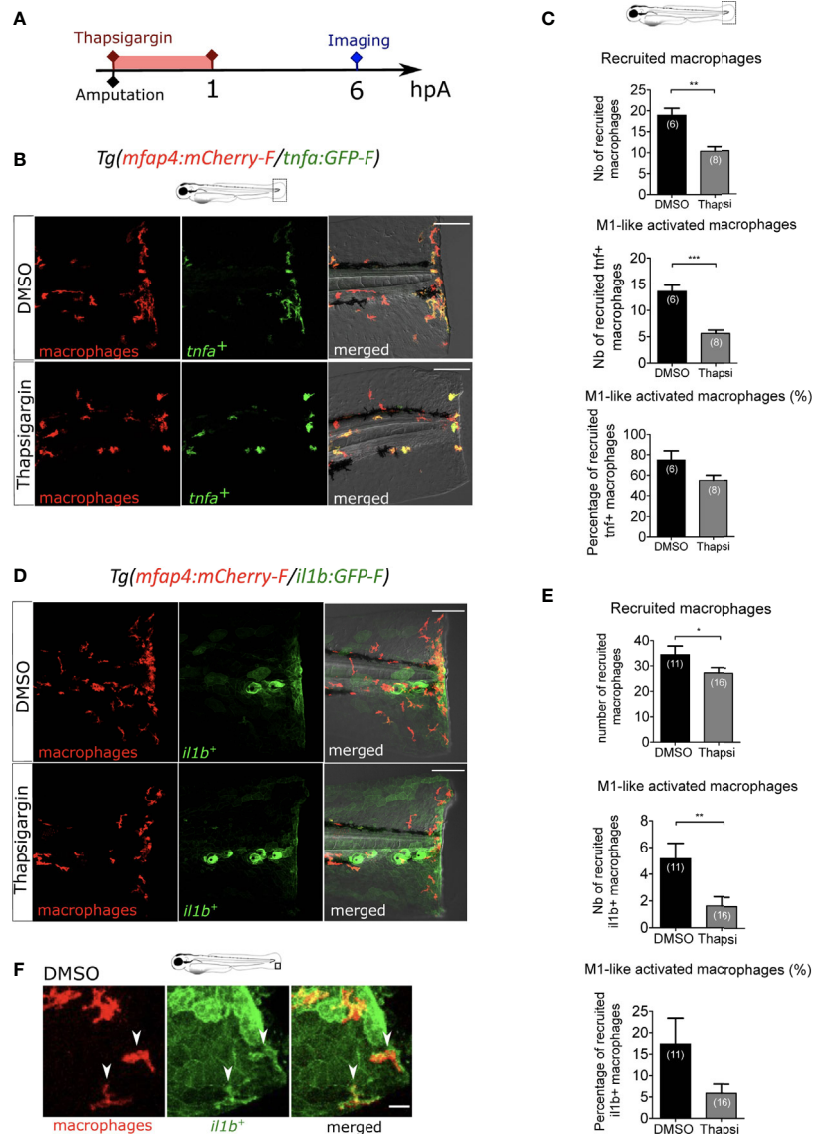 A
Thapsigargin
Imaging
Amputation
1
6
hpA
B
Tg(mfap4:mCherry-F/tnfa:GFP-F)
DMSO
macrophages
tnfa+
merged
Thapsigargin
macrophages
tnfa+
merged
C
Recruited macrophages
Nb of recruited macrophages
25
20
15
10
5
0
**
(6)
(8)
DMSO
Thapsi
M1-like activated macrophages
Nb of recruited tnf+ macrophages
20
15
10
5
0
***
(6)
(8)
DMSO
Thapsi
M1-like activated macrophages (%)
Percentage of recruited tnf+ macrophages
100
80
60
40
20
0
(6)
(8)
DMSO
Thapsi
D
Tg(mfap4:mCherry-F/il1b:GFP-F)
DMSO
macrophages
il1b+
merged
Thapsigargin
macrophages
il1b+
merged
E
Recruited macrophages
number of recruited macrophages
40
30
20
10
0
*
(11)
(16)
DMSO
Thapsi
M1-like activated macrophages
Nb of recruited il1b+ macrophages
8
6
4
2
0
**
(11)
(16)
DMSO
Thapsi
M1-like activated macrophages (%)
Percentage of recruited il1b+ macrophages
25
20
15
10
5
0
(11)
(16)
DMSO
Thapsi
F
DMSO
macrophages
il1b+
merged